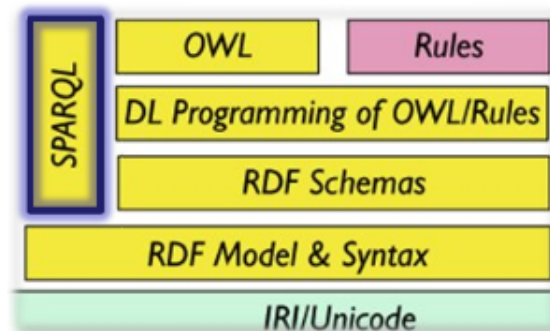 SPARQL
OWL
Rules
DL Programming of OWL/Rules
RDF Schemas
RDF Model & Syntax
IRI/Unicode